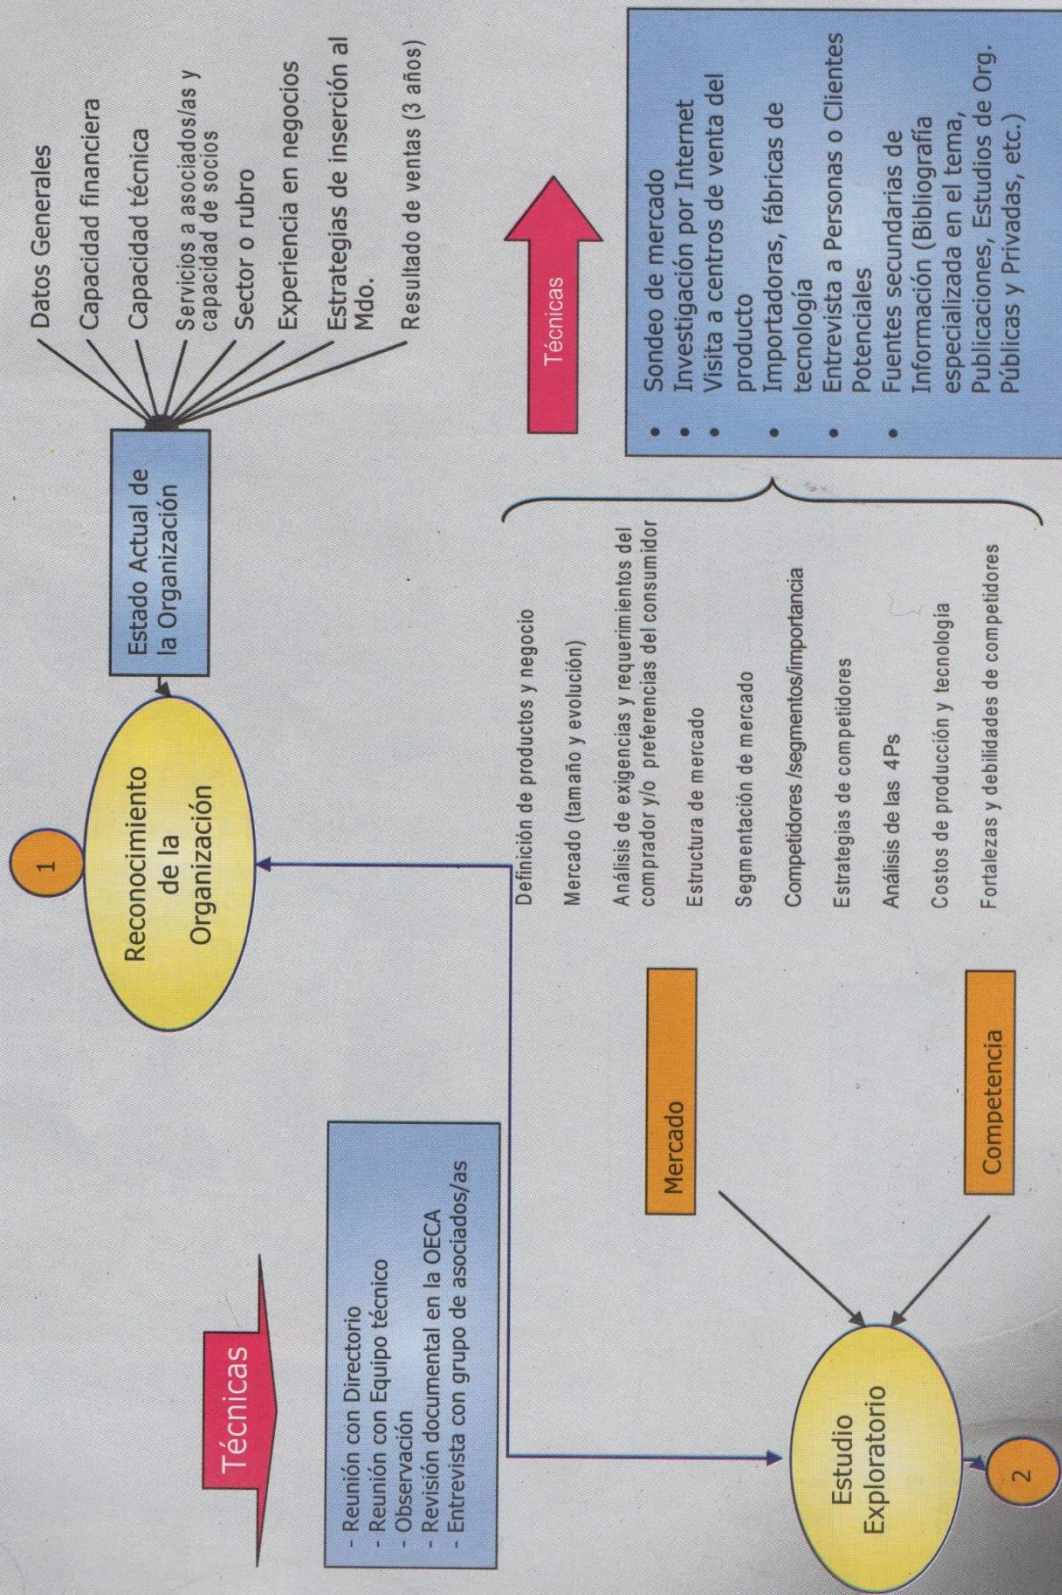 1
Reconocimiento
de la
Organización
Estado Actual de
la Organización
Datos Generales
Capacidad financiera
Capacidad técnica
Servicios a asociados/as y
capacidad de socios
Sector o rubro
Experiencia en negocios
Estrategias de inserción al
Mdo.
Resultado de ventas (3 años)
Técnicas
- Reunión con Directorio
- Reunión con Equipo técnico
- Observación
- Revisión documental en la OECA
- Entrevista con grupo de asociados/as
Estudio
Exploratorio
2
Mercado
Competencia
Definición de productos y negocio
Mercado (tamaño y evolución)
Análisis de exigencias y requerimientos del
comprador y/o preferencias del consumidor
Estructura de mercado
Segmentación de mercado
Competidores /segmentos/importancia
Estrategias de competidores
Análisis de las 4Ps
Costos de producción y tecnología
Fortalezas y debilidades de competidores
Técnicas
• Sondeo de mercado
• Investigación por Internet
• Visita a centros de venta del
producto
• Importadoras, fábricas de
tecnología
• Entrevista a Personas o Clientes
Potenciales
• Fuentes secundarias de
Información (Bibliografía
especializada en el tema,
Publicaciones, Estudios de Org.
Públicas y Privadas, etc.)